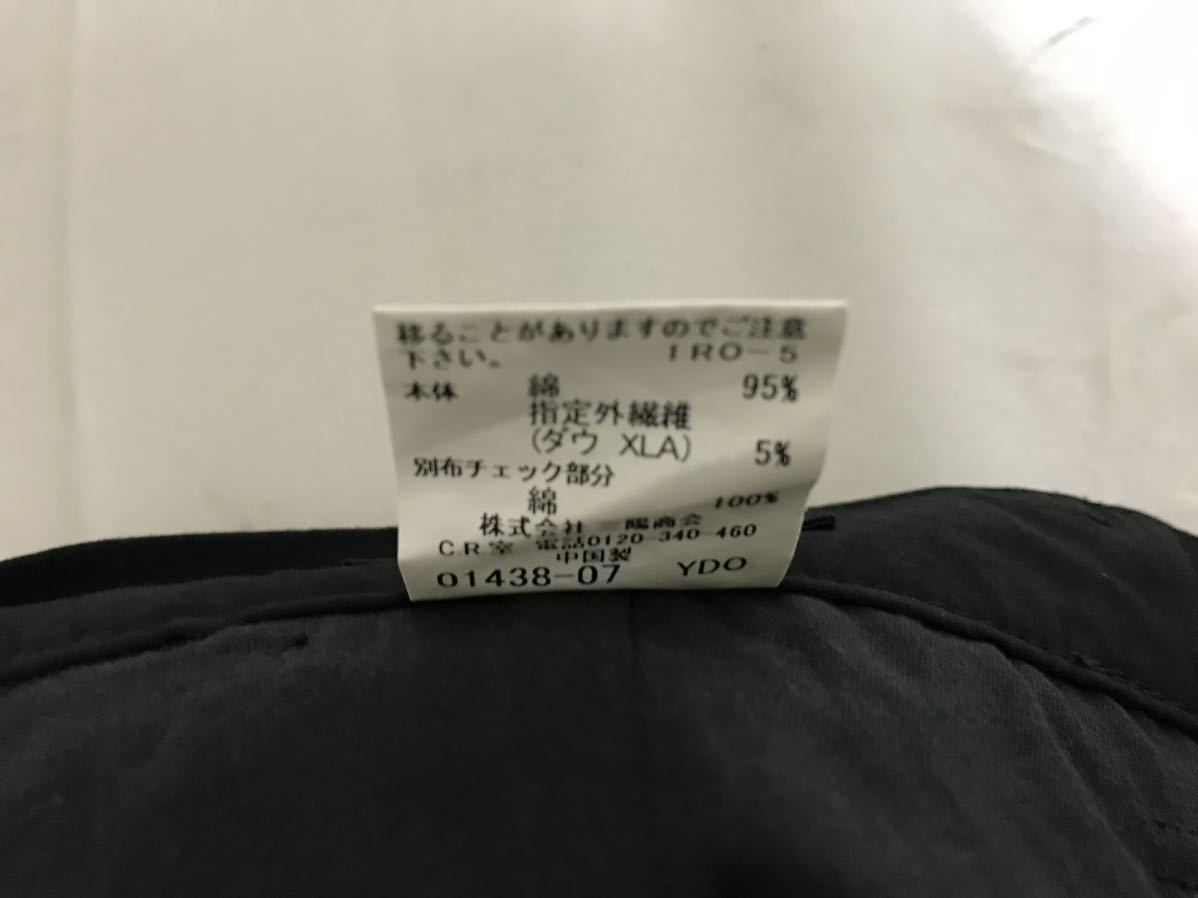 移ることがありますのでご注意
下さい。 IRO-5
本体 綿 95%
指定外繊維
(ダウ XLA) 5%
別布チェック部分
綿 100%
株式会社 三陽商会
C.R室 電話0120-340-460
中国製
01438-07 YDO